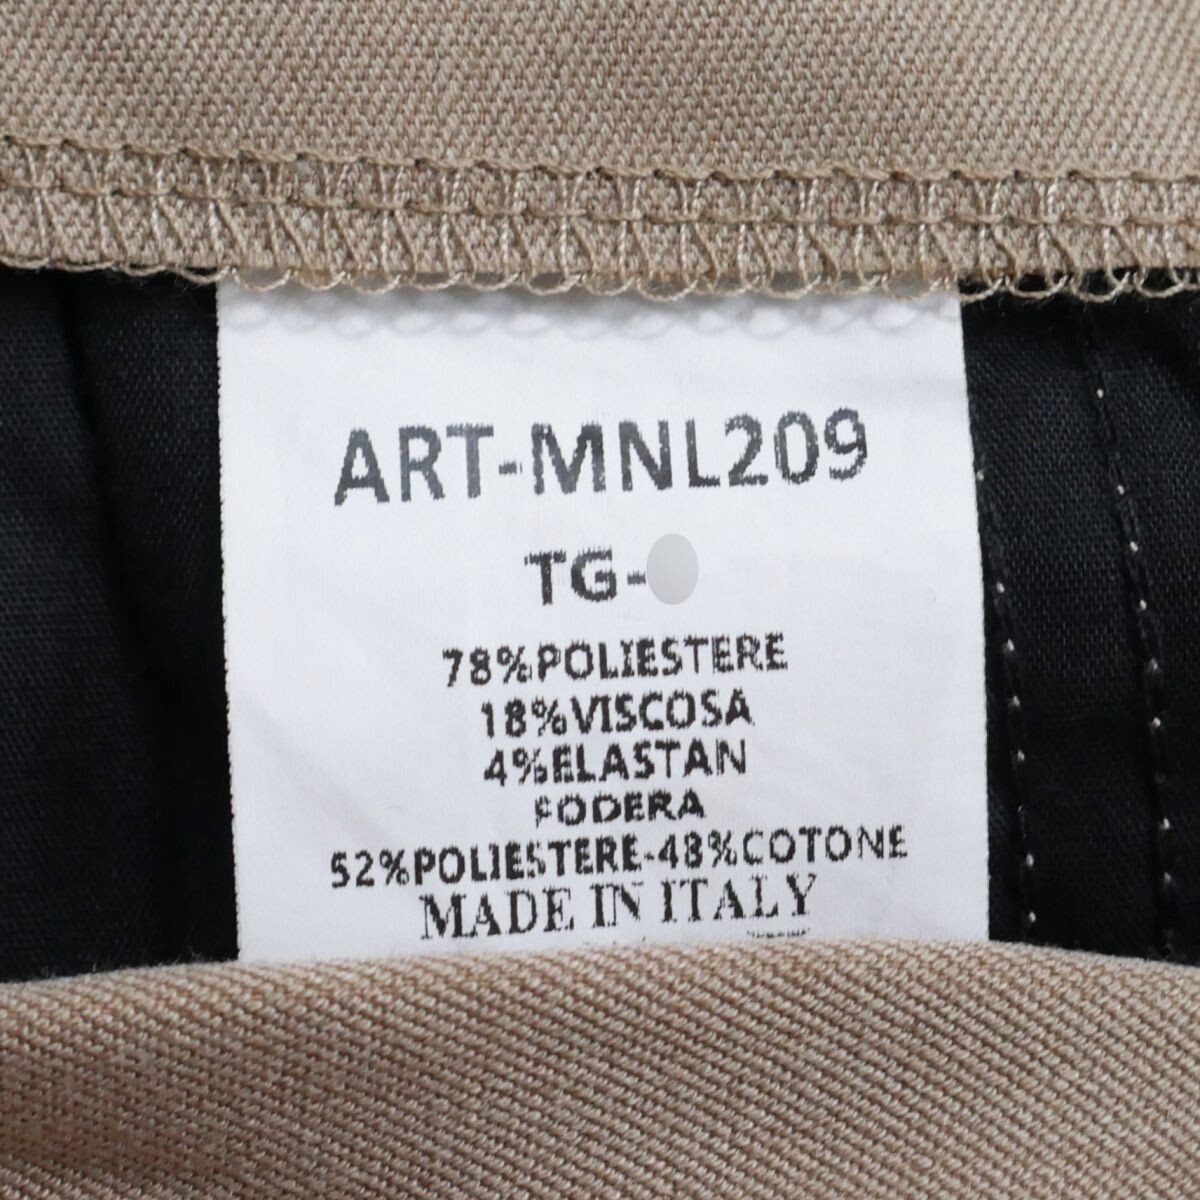 ART-MNL209
TG-
78%POLIESTERE
18%VISCOSA
4%ELASTAN
FODERA
52%POLIESTERE-48%COTONE
MADE IN ITALY